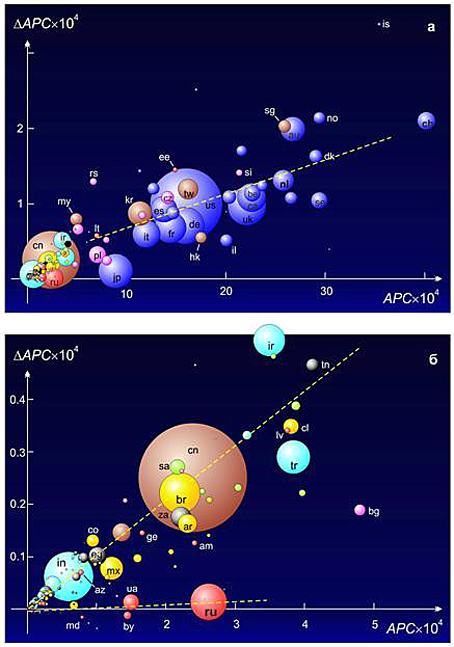 ΔAPC×10⁴
а
is
no
sg
au
ch
ee
dk
si
nl
rs
tw
cz
us
my
kr
es
be
se
lt
it
fr
de
uk
ir
cn
hk
il
pl
ru
jp
2
1
0
10
20
30
40
APC×10⁴
ΔAPC×10⁴
б
ir
tn
0.4
cl
lv
cn
tr
sa
br
0.2
za
ar
bg
co
ge
am
0.1
in
mx
az
ua
ru
0
md
by
1
2
3
4
5
APC×10⁴